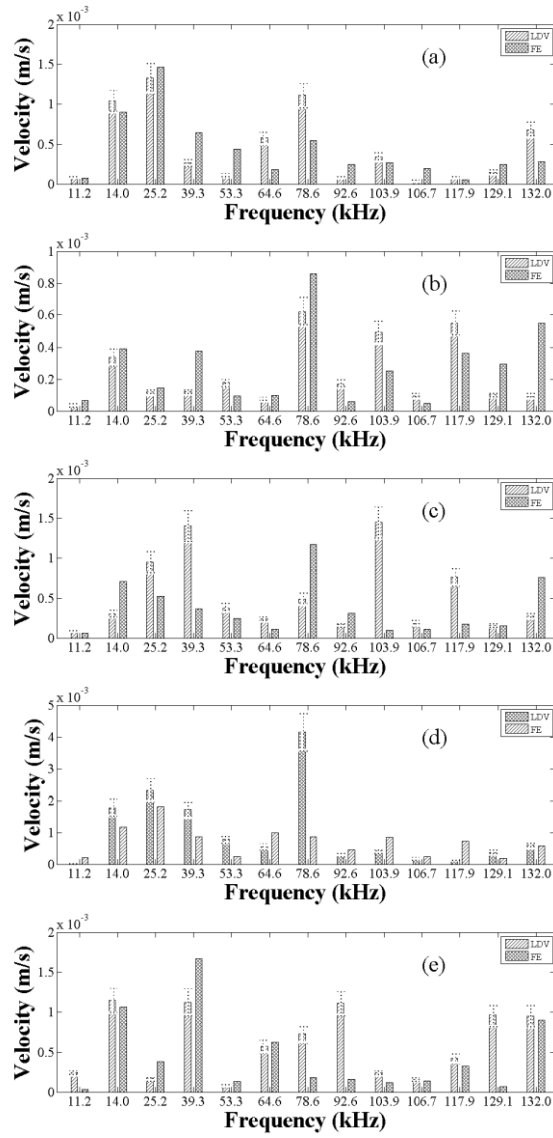 x 10⁻³
2
1.5
1
0.5
0
Velocity (m/s)
(a)
LDV
FE
11.2 14.0 25.2 39.3 53.3 64.6 78.6 92.6 103.9 106.7 117.9 129.1 132.0
Frequency (kHz)
x 10⁻³
1
0.8
0.6
0.4
0.2
0
Velocity (m/s)
(b)
LDV
FE
11.2 14.0 25.2 39.3 53.3 64.6 78.6 92.6 103.9 106.7 117.9 129.1 132.0
Frequency (kHz)
x 10⁻³
2
1.5
1
0.5
0
Velocity (m/s)
(c)
LDV
FE
11.2 14.0 25.2 39.3 53.3 64.6 78.6 92.6 103.9 106.7 117.9 129.1 132.0
Frequency (kHz)
x 10⁻³
5
4
3
2
1
0
Velocity (m/s)
(d)
LDV
FE
11.2 14.0 25.2 39.3 53.3 64.6 78.6 92.6 103.9 106.7 117.9 129.1 132.0
Frequency (kHz)
x 10⁻³
2
1.5
1
0.5
0
Velocity (m/s)
(e)
LDV
FE
11.2 14.0 25.2 39.3 53.3 64.6 78.6 92.6 103.9 106.7 117.9 129.1 132.0
Frequency (kHz)